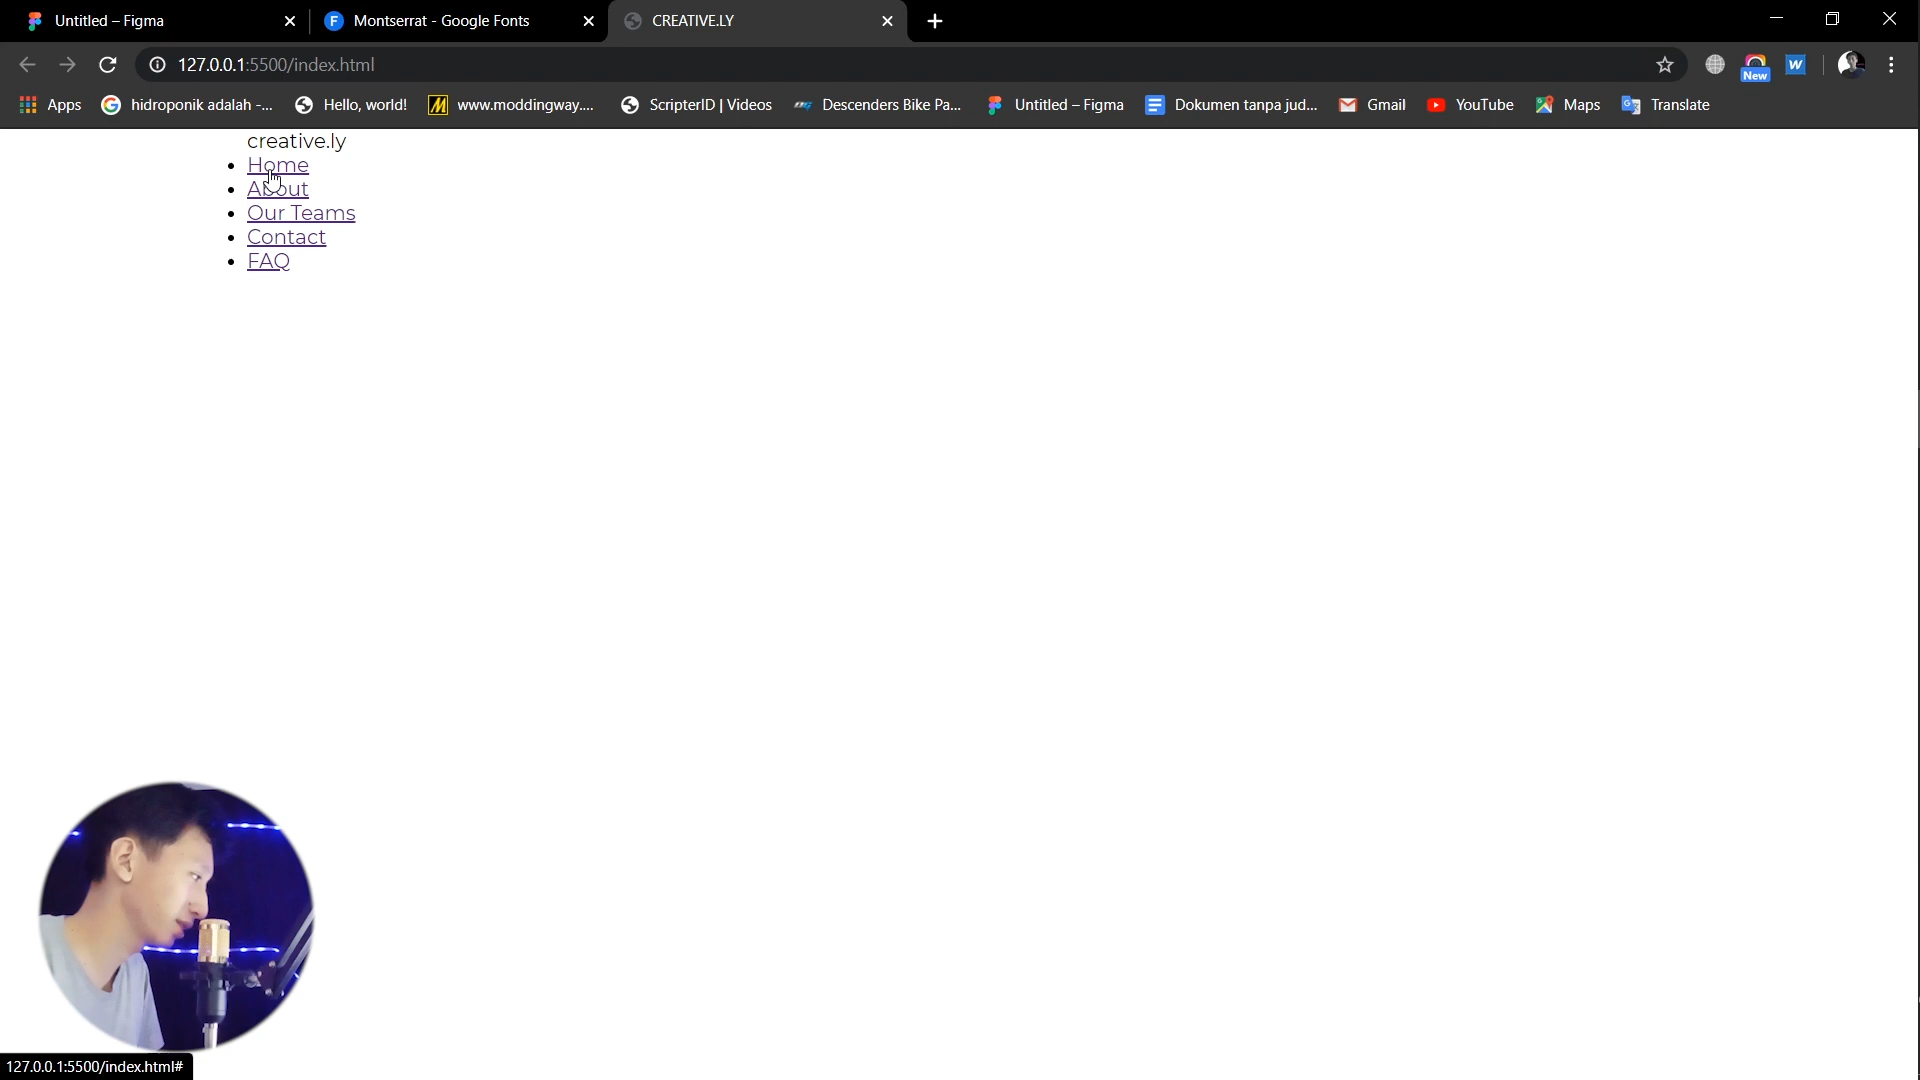 Untitled – Figma
Montserrat - Google Fonts
CREATIVE.LY
127.0.0.1:5500/index.html
New
Apps
hidroponik adalah -...
Hello, world!
www.moddingway....
ScripterID | Videos
Descenders Bike Pa...
Untitled – Figma
Dokumen tanpa jud...
Gmail
YouTube
Maps
Translate
creative.ly
Home
About
Our Teams
Contact
FAQ
127.0.0.1:5500/index.html#